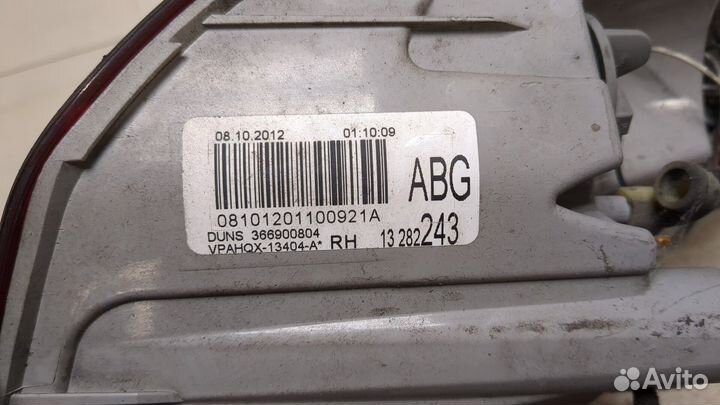 08.10.2012 01:10:09
ABG
08101201100921A
DUNS 366900804
VPAHQX-13404-A* RH 13 282 243
Avito